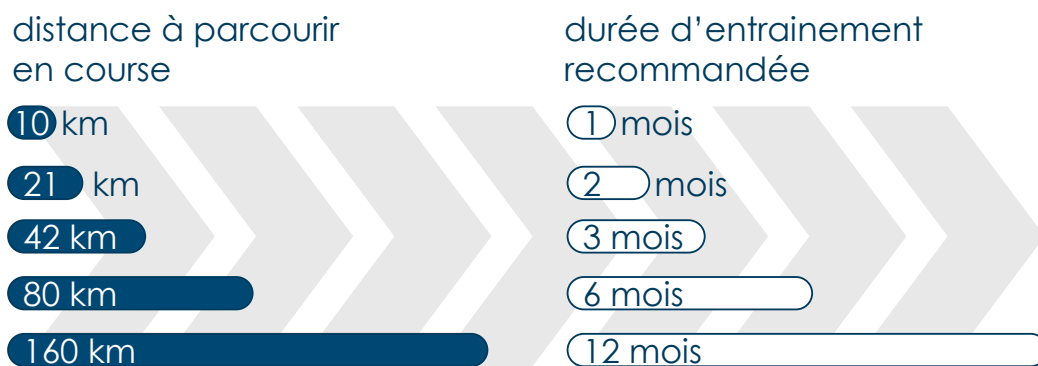 distance à parcourir
en course
10 km
21 km
42 km
80 km
160 km
durée d’entrainement
recommandée
1 mois
2 mois
3 mois
6 mois
12 mois